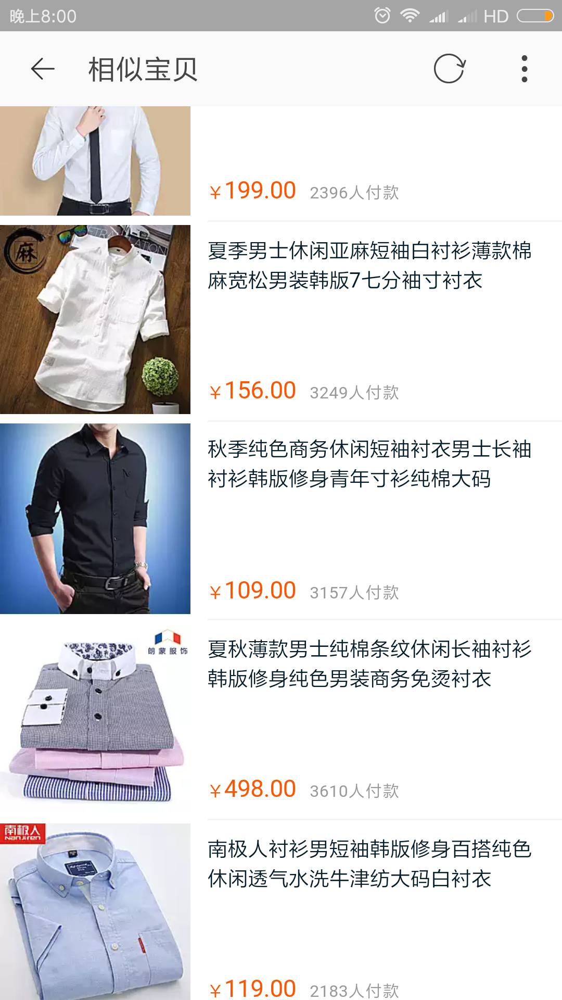 晚上8:00
HD
相似宝贝
￥199.00 2396人付款
麻
夏季男士休闲亚麻短袖白衬衫薄款棉
麻宽松男装韩版7七分袖寸衬衣
￥156.00 3249人付款
秋季纯色商务休闲短袖衬衣男士长袖
衬衫韩版修身青年寸衫纯棉大码
￥109.00 3157人付款
朗蒙服饰
夏秋薄款男士纯棉条纹休闲长袖衬衫
韩版修身纯色男装商务免烫衬衣
￥498.00 3610人付款
南极人
Nanjiren
南极人衬衫男短袖韩版修身百搭纯色
休闲透气水洗牛津纺大码白衬衣
￥119.00 2183人付款